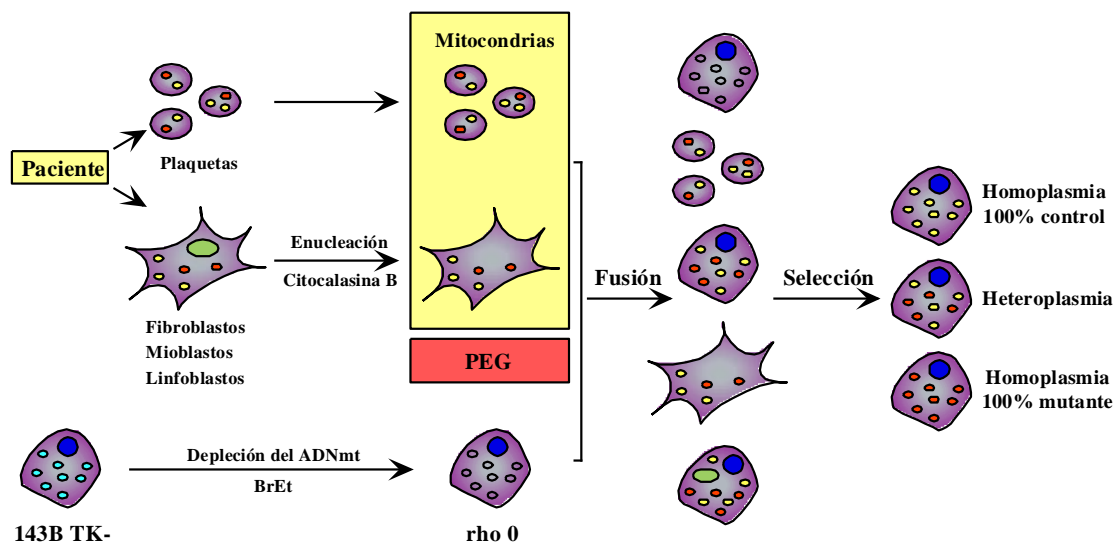 Mitocondrias
Paciente
Plaquetas
Enucleación
Citocalasina B
Fibroblastos
Mioblastos
Linfoblastos
PEG
Fusión
Selección
Homoplasmia
100% control
Heteroplasmia
Homoplasmia
100% mutante
Depleción del ADNmt
BrEt
143B TK-
rho 0